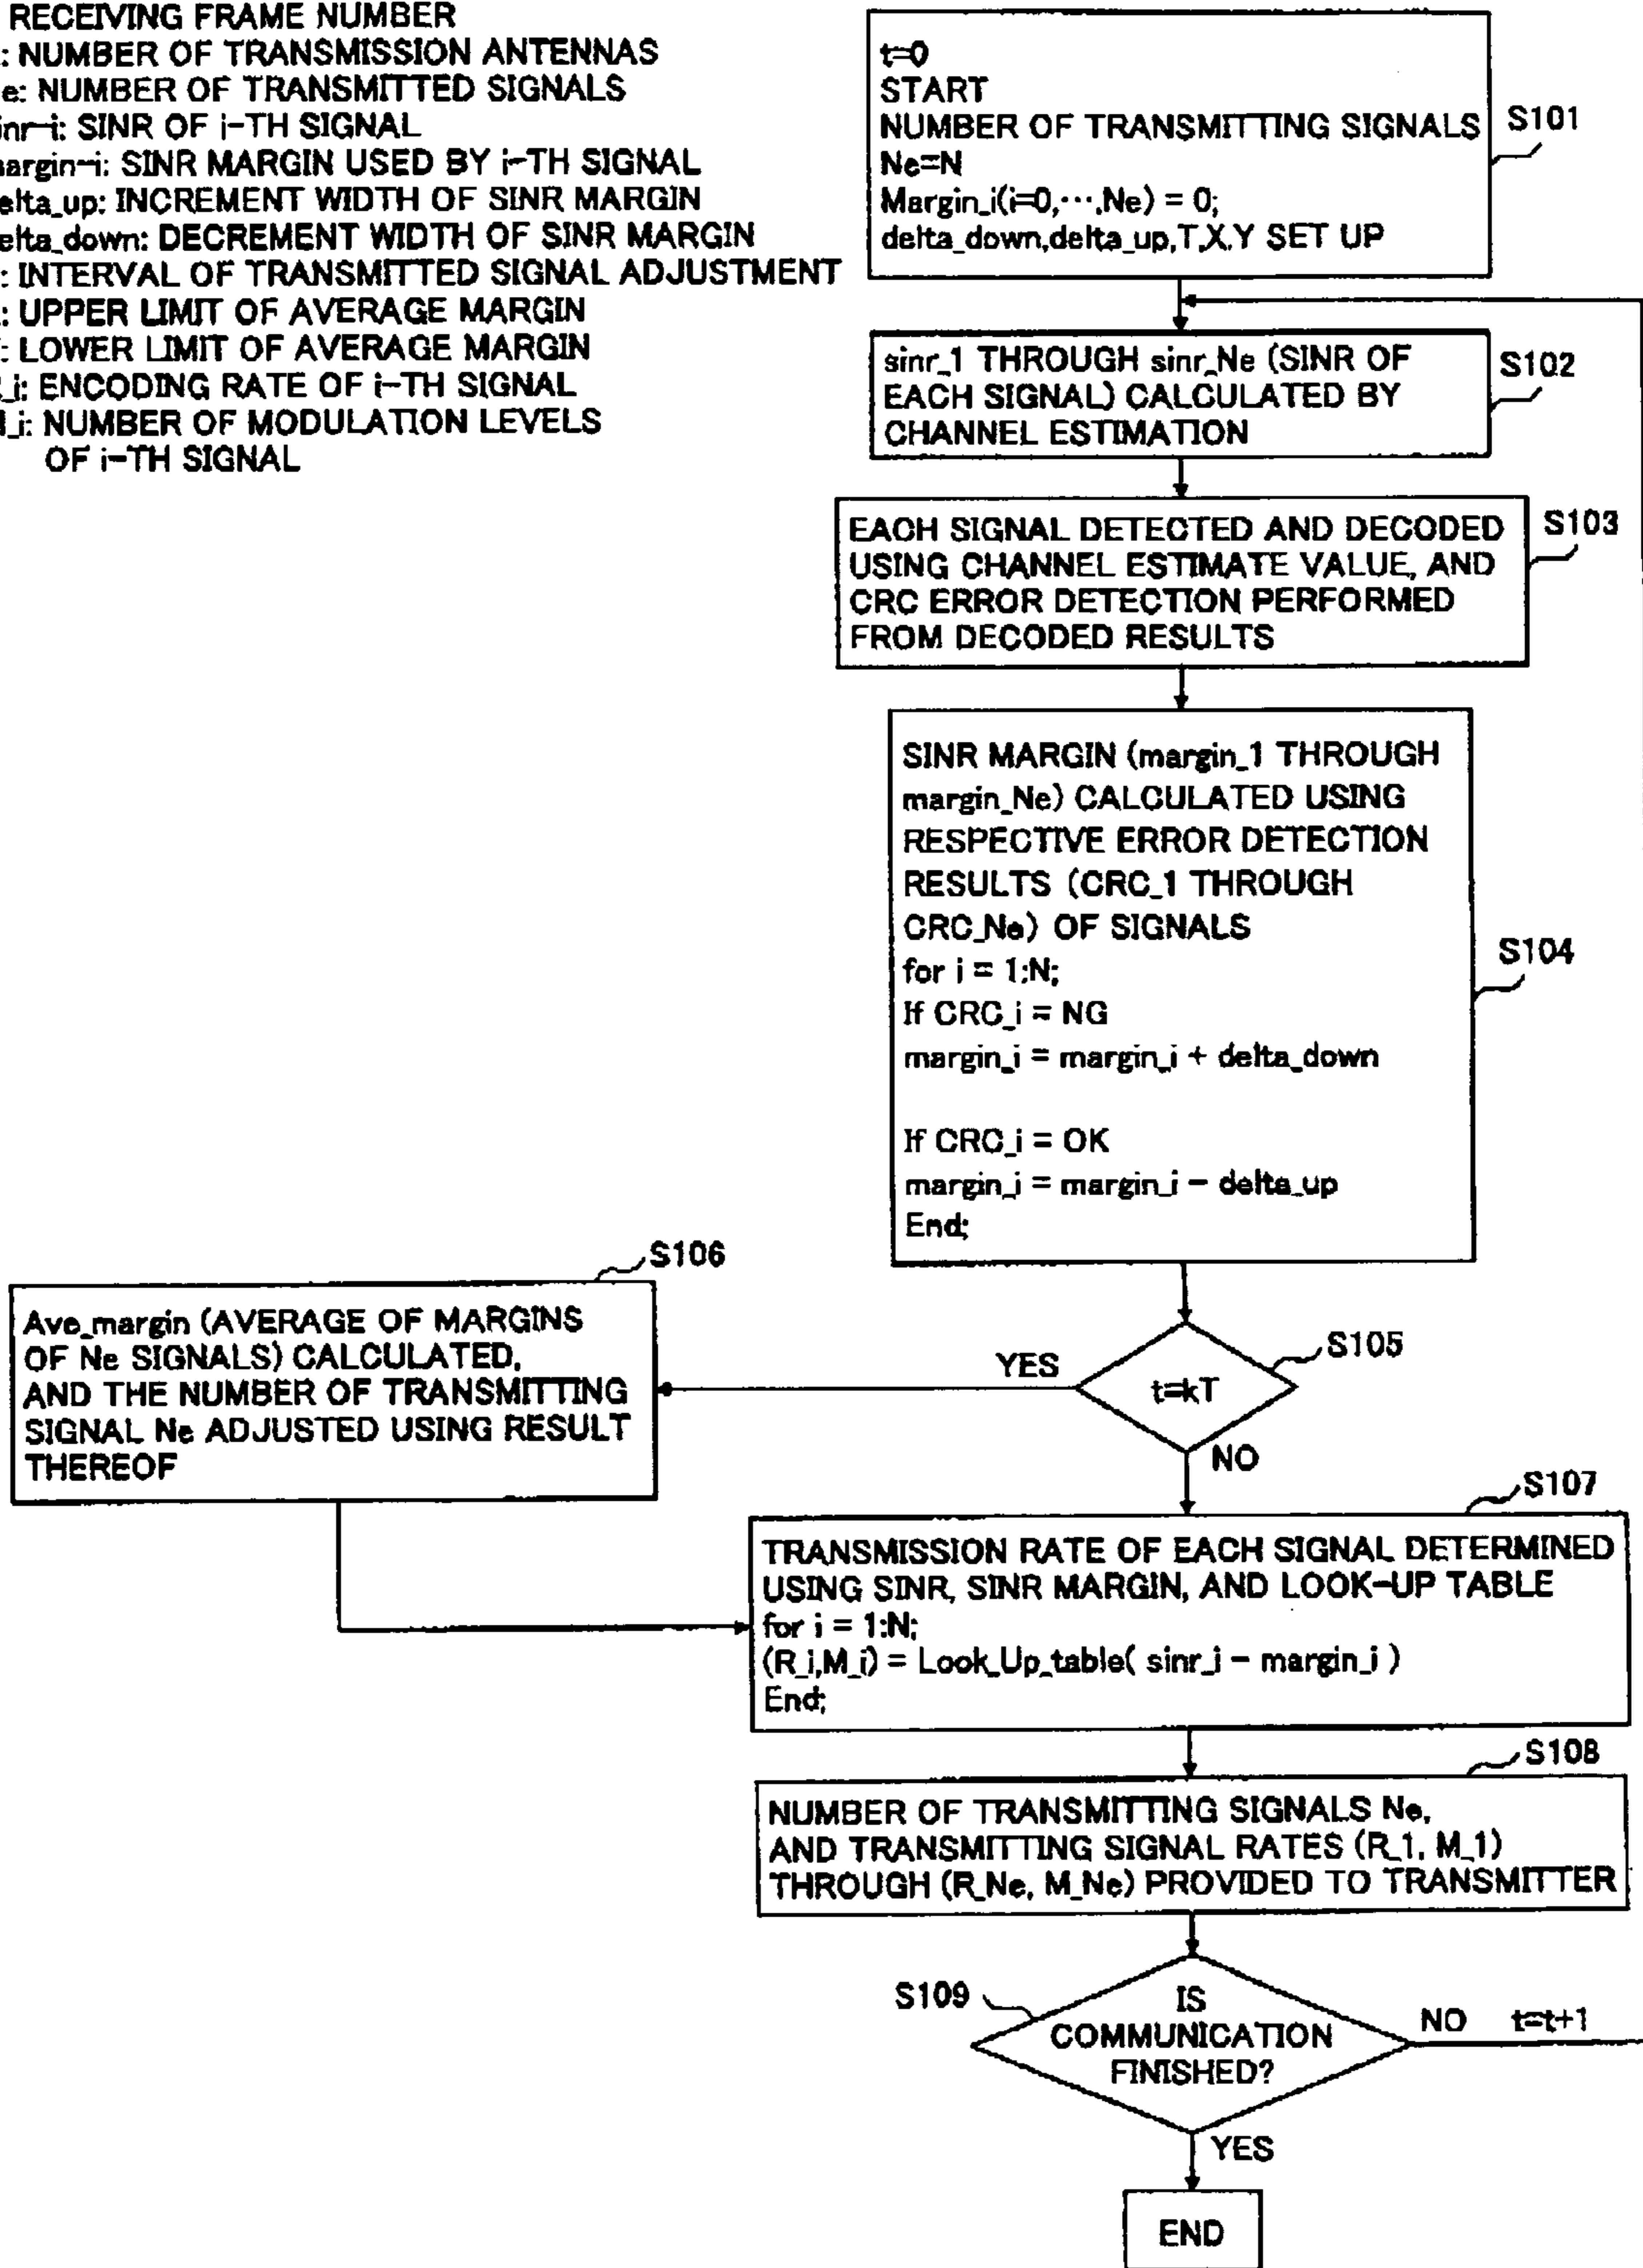 RECEIVING FRAME NUMBER
: NUMBER OF TRANSMISSION ANTENNAS
e: NUMBER OF TRANSMITTED SIGNALS
inr-i: SINR OF i-TH SIGNAL
argin-i: SINR MARGIN USED BY i-TH SIGNAL
elta_up: INCREMENT WIDTH OF SINR MARGIN
elta_down: DECREMENT WIDTH OF SINR MARGIN
: INTERVAL OF TRANSMITTED SIGNAL ADJUSTMENT
: UPPER LIMIT OF AVERAGE MARGIN
: LOWER LIMIT OF AVERAGE MARGIN
_i: ENCODING RATE OF i-TH SIGNAL
_i: NUMBER OF MODULATION LEVELS
OF i-TH SIGNAL
t=0
START
NUMBER OF TRANSMITTING SIGNALS
Ne=N
Margin_i(i=0,···,Ne) = 0;
delta_down,delta_up,T,X,Y SET UP
S101
sinr_1 THROUGH sinr_Ne (SINR OF
EACH SIGNAL) CALCULATED BY
CHANNEL ESTIMATION
S102
EACH SIGNAL DETECTED AND DECODED
USING CHANNEL ESTIMATE VALUE, AND
CRC ERROR DETECTION PERFORMED
FROM DECODED RESULTS
S103
SINR MARGIN (margin_1 THROUGH
margin_Ne) CALCULATED USING
RESPECTIVE ERROR DETECTION
RESULTS (CRC_1 THROUGH
CRC_Ne) OF SIGNALS
for i = 1:N;
If CRC_i = NG
margin_i = margin_i + delta_down
If CRC_i = OK
margin_i = margin_i - delta_up
End;
S104
S105
t=kT
YES
NO
S106
Ave_margin (AVERAGE OF MARGINS
OF Ne SIGNALS) CALCULATED,
AND THE NUMBER OF TRANSMITTING
SIGNAL Ne ADJUSTED USING RESULT
THEREOF
S107
TRANSMISSION RATE OF EACH SIGNAL DETERMINED
USING SINR, SINR MARGIN, AND LOOK-UP TABLE
for i = 1:N;
(R_i,M_i) = Look_Up_table( sinr_i - margin_i )
End;
S108
NUMBER OF TRANSMITTING SIGNALS Ne,
AND TRANSMITTING SIGNAL RATES (R_1, M_1)
THROUGH (R_Ne, M_Ne) PROVIDED TO TRANSMITTER
S109
IS
COMMUNICATION
FINISHED?
NO t=t+1
YES
END